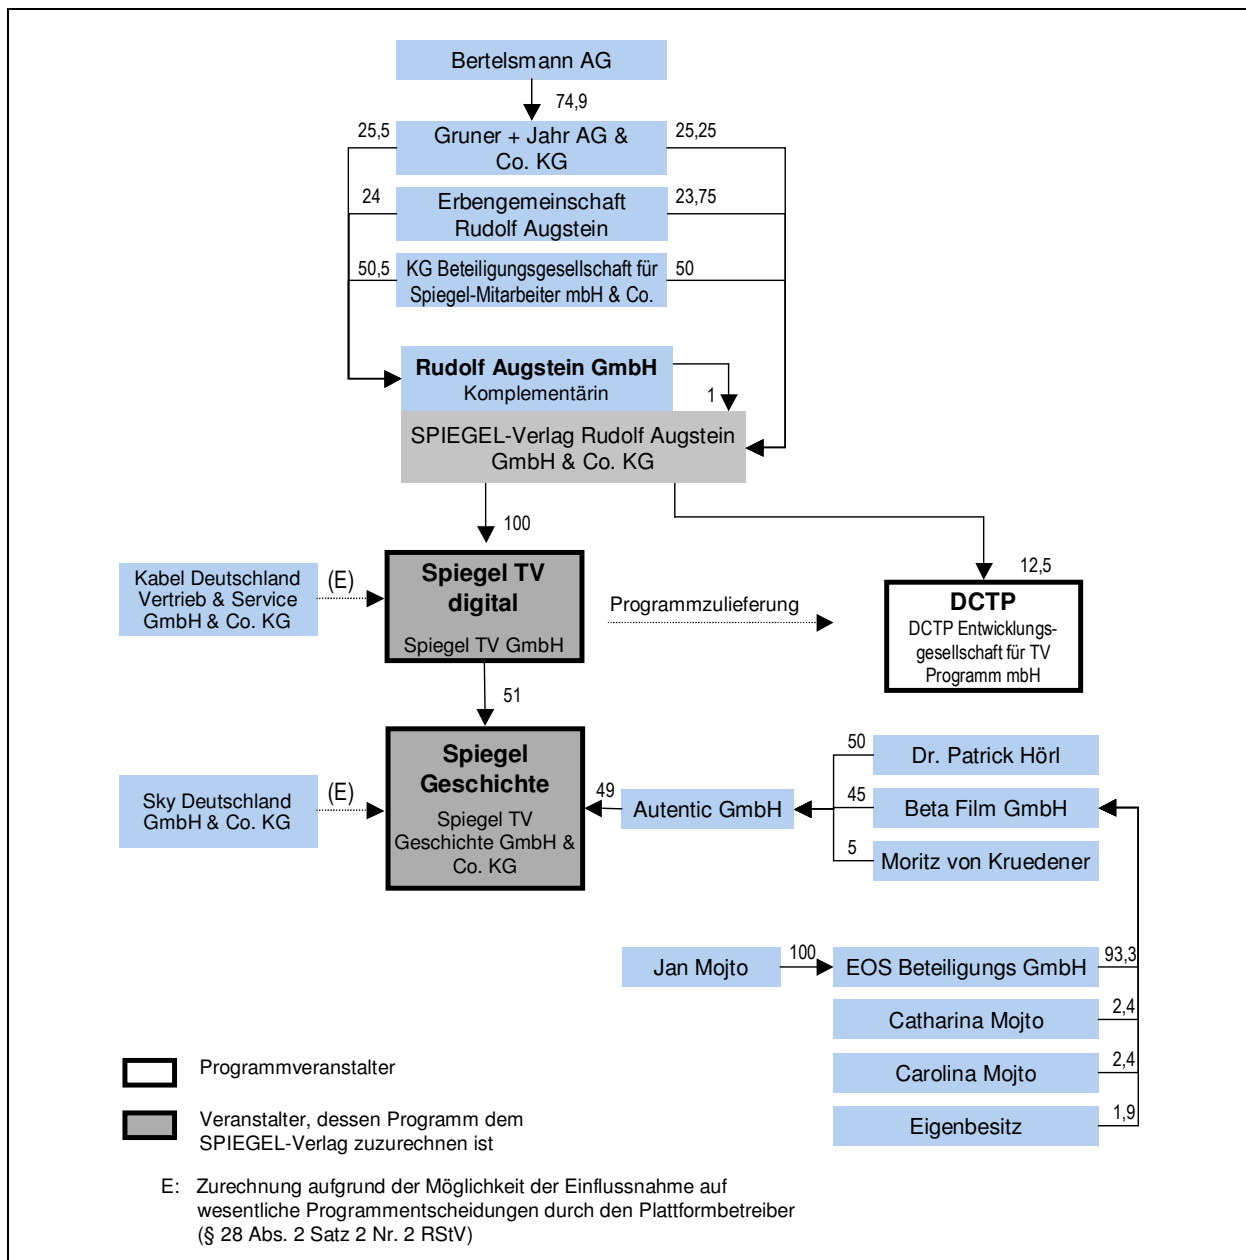 Bertelsmann AG
74,9
25,5
Gruner + Jahr AG &
Co. KG
25,25
24
Erbengemeinschaft
Rudolf Augstein
23,75
50,5
KG Beteiligungsgesellschaft für
Spiegel-Mitarbeiter mbH & Co.
50
Rudolf Augstein GmbH
Komplementärin
1
SPIEGEL-Verlag Rudolf Augstein
GmbH & Co. KG
100
12,5
Kabel Deutschland
Vertrieb & Service
GmbH & Co. KG
(E)
Spiegel TV
digital
Spiegel TV GmbH
Programmzulieferung
DCTP
DCTP Entwicklungs-
gesellschaft für TV
Programm mbH
51
Sky Deutschland
GmbH & Co. KG
(E)
Spiegel
Geschichte
Spiegel TV
Geschichte GmbH &
Co. KG
49
Autentic GmbH
50
Dr. Patrick Hörl
45
Beta Film GmbH
5
Moritz von Kruedener
Jan Mojto
100
EOS Beteiligungs GmbH
93,3
Catharina Mojto
2,4
Carolina Mojto
2,4
Eigenbesitz
1,9
Programmveranstalter
Veranstalter, dessen Programm dem
SPIEGEL-Verlag zuzurechnen ist
E: Zurechnung aufgrund der Möglichkeit der Einflussnahme auf
wesentliche Programmentscheidungen durch den Plattformbetreiber
(§ 28 Abs. 2 Satz 2 Nr. 2 RStV)